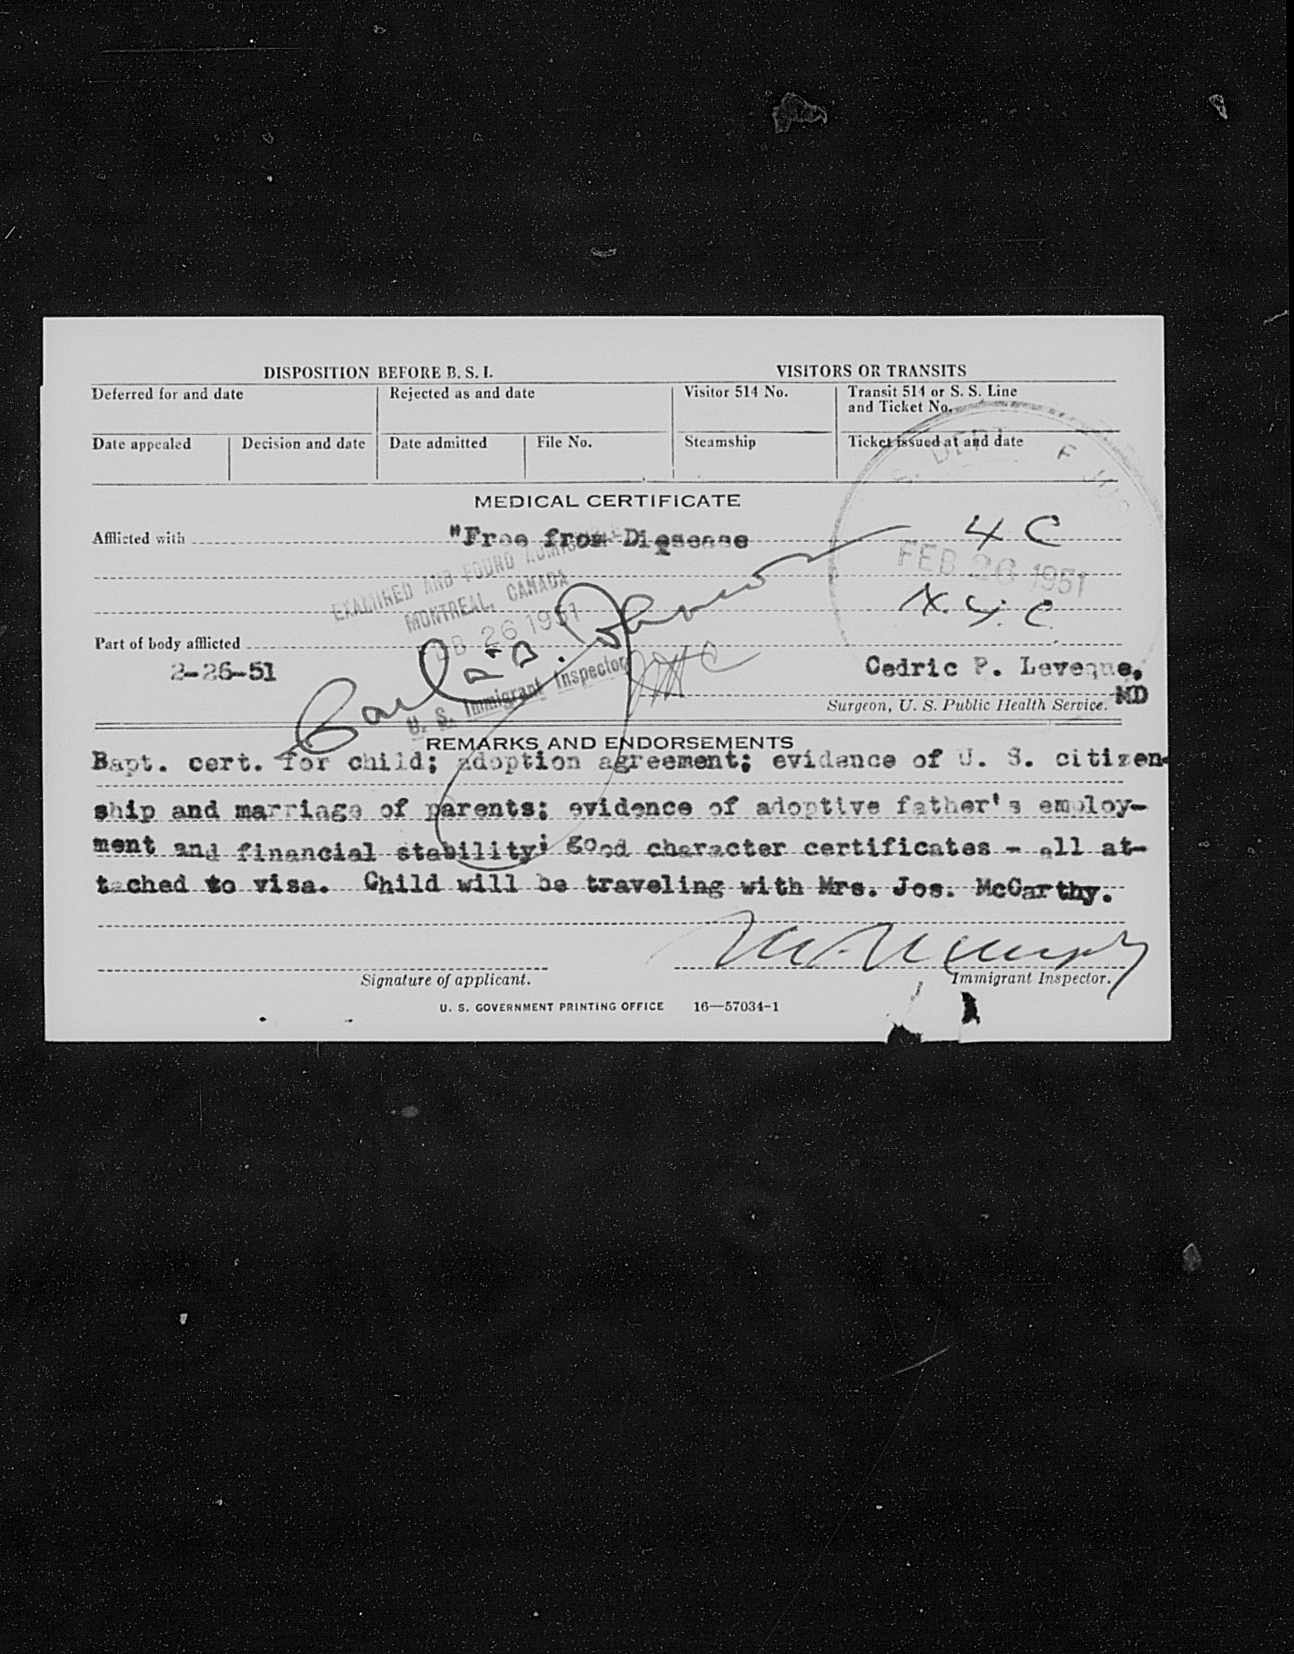 DISPOSITION BEFORE B. S. I.
VISITORS OR TRANSITS
Deferred for and date
Rejected as and date
Visitor 514 No.
Transit 514 or S. S. Line
and Ticket No.
Date appealed
Decision and date
Date admitted
File No.
Steamship
Ticket issued at and date
MEDICAL CERTIFICATE
Afflicted with
"Free from Diesease
4 C
EXAMINED AND FOUND ADMISSIBLE
MONTREAL, CANADA
FEB 26 1951
U. S. Immigrant Inspector
FEB 26 1951
Part of body afflicted
2-26-51
Cedric P. Leveque,
MD
Surgeon, U. S. Public Health Service.
REMARKS AND ENDORSEMENTS
Bapt. cert. for child; adoption agreement; evidence of U. S. citizen-
ship and marriage of parents; evidence of adoptive father's employ-
ment and financial stability; good character certificates - all at-
tached to visa. Child will be traveling with Mrs. Jos. McCarthy.
Signature of applicant.
Immigrant Inspector.
U. S. GOVERNMENT PRINTING OFFICE 16—57034-1